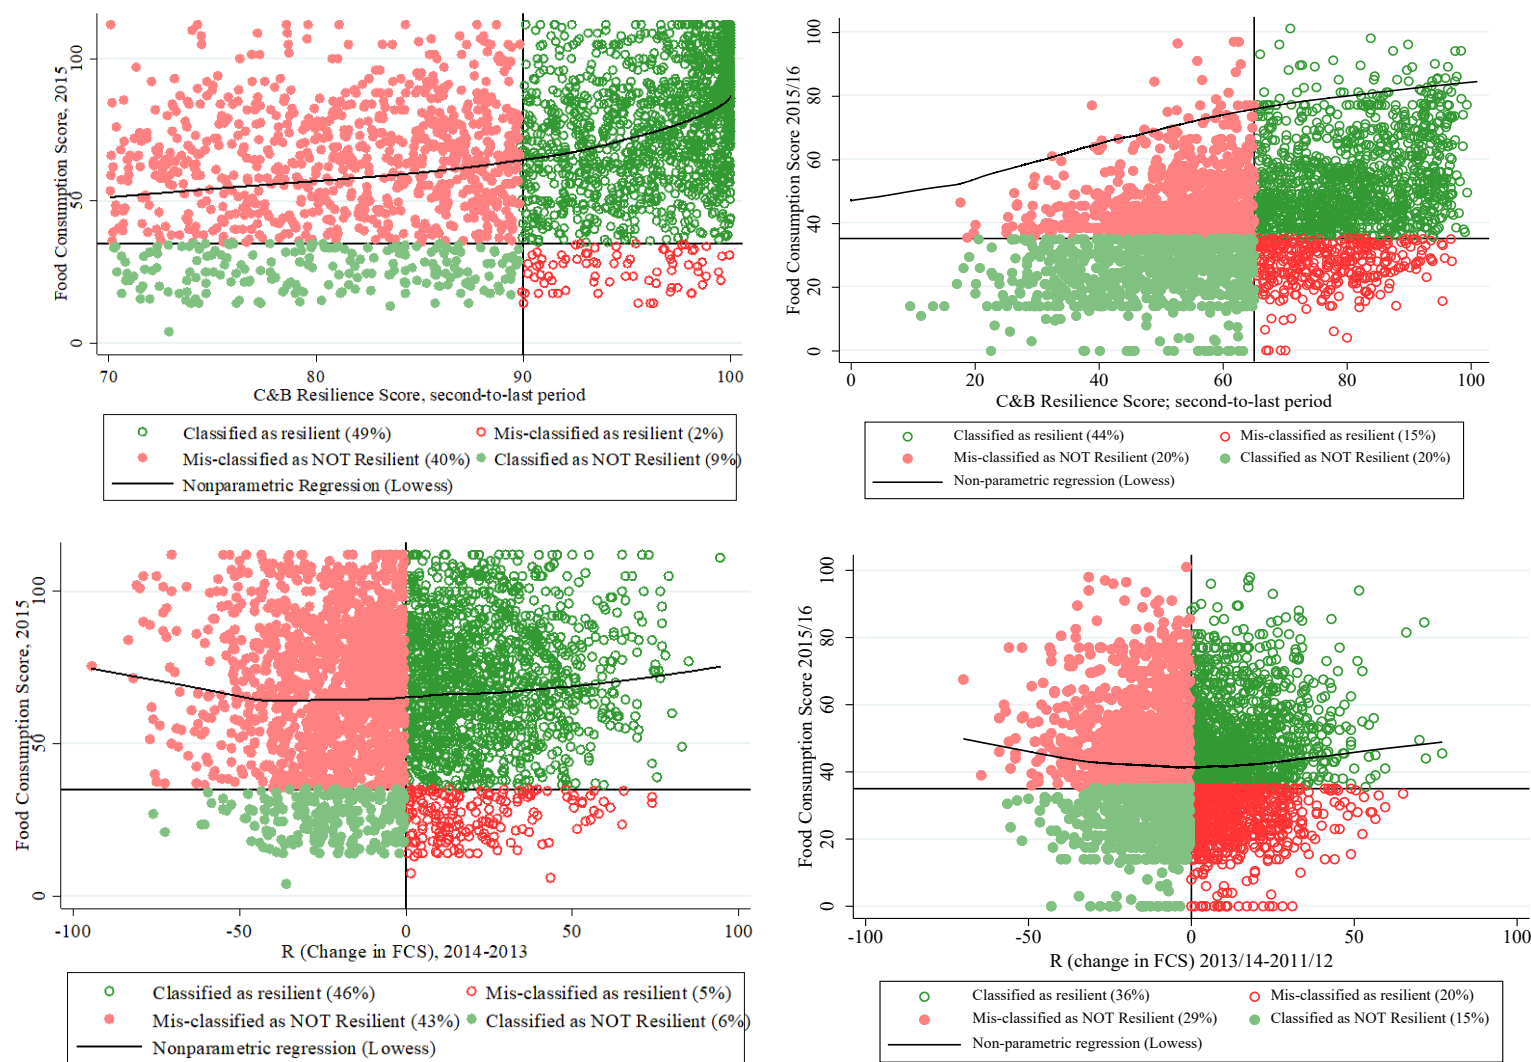 Food Consumption Score, 2015
100
50
0
70 80 90 100
C&B Resilience Score, second-to-last period
Classified as resilient (49%) Mis-classified as resilient (2%)
Mis-classified as NOT Resilient (40%) Classified as NOT Resilient (9%)
Nonparametric Regression (Lowess)
Food Consumption Score 2015/16
100
80
60
40
20
0
0 20 40 60 80 100
C&B Resilience Score; second-to-last period
Classified as resilient (44%) Mis-classified as resilient (15%)
Mis-classified as NOT Resilient (20%) Classified as NOT Resilient (20%)
Non-parametric regression (Lowess)
Food Consumption Score, 2015
100
50
0
-100 -50 0 50 100
R (Change in FCS), 2014-2013
Classified as resilient (46%) Mis-classified as resilient (5%)
Mis-classified as NOT Resilient (43%) Classified as NOT Resilient (6%)
Nonparametric regression (Lowess)
Food Consumption Score 2015/16
100
80
60
40
20
0
-100 -50 0 50 100
R (change in FCS) 2013/14-2011/12
Classified as resilient (36%) Mis-classified as resilient (20%)
Mis-classified as NOT Resilient (29%) Classified as NOT Resilient (15%)
Non-parametric regression (Lowess)